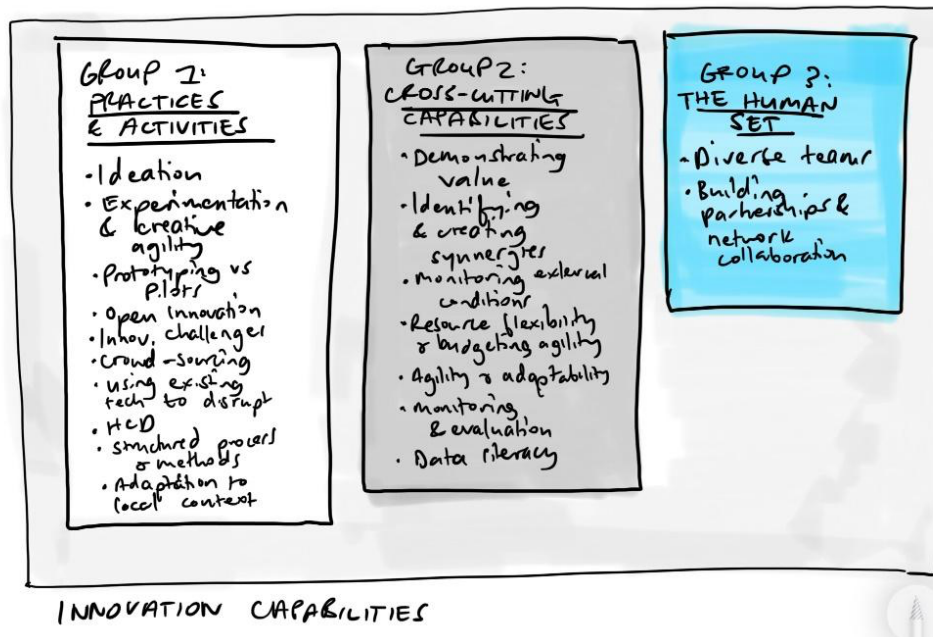 GROUP 1:
PRACTICES
& ACTIVITIES
• Ideation
• Experimentation
& creative
agility
• Prototyping vs
Pilots
• Open innovation
• Innov. challenges
• Crowd-sourcing
• using existing
tech to disrupt
• HCD
• structured process
& methods
• Adaptation to
local context
GROUP 2:
CROSS-CUTTING
CAPABILITIES
• Demonstrating
value
• Identifying
& creating
synnergies
• monitoring external
conditions
• Resource flexibility
& budgeting agility
• Agility & adaptability
• monitoring
& evaluation
• Data literacy
GROUP 3:
THE HUMAN
SET
• Diverse teams
• Building
partnerships &
network
collaboration
INNOVATION CAPABILITIES